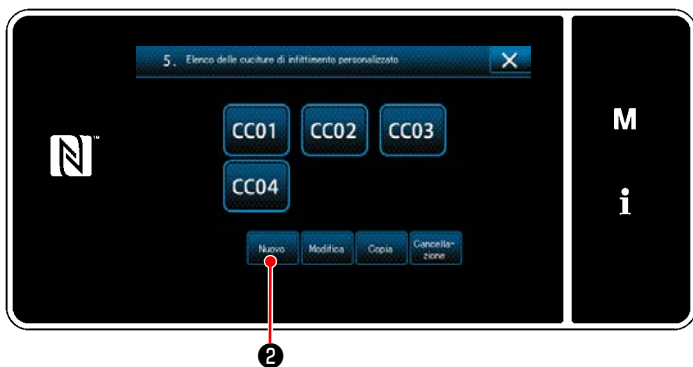 5. Elenco delle cuciture di infittimento personalizzato
CC01 CC02 CC03
CC04
Nuovo Modifica Copia Cancella-
zione
M
i
❷